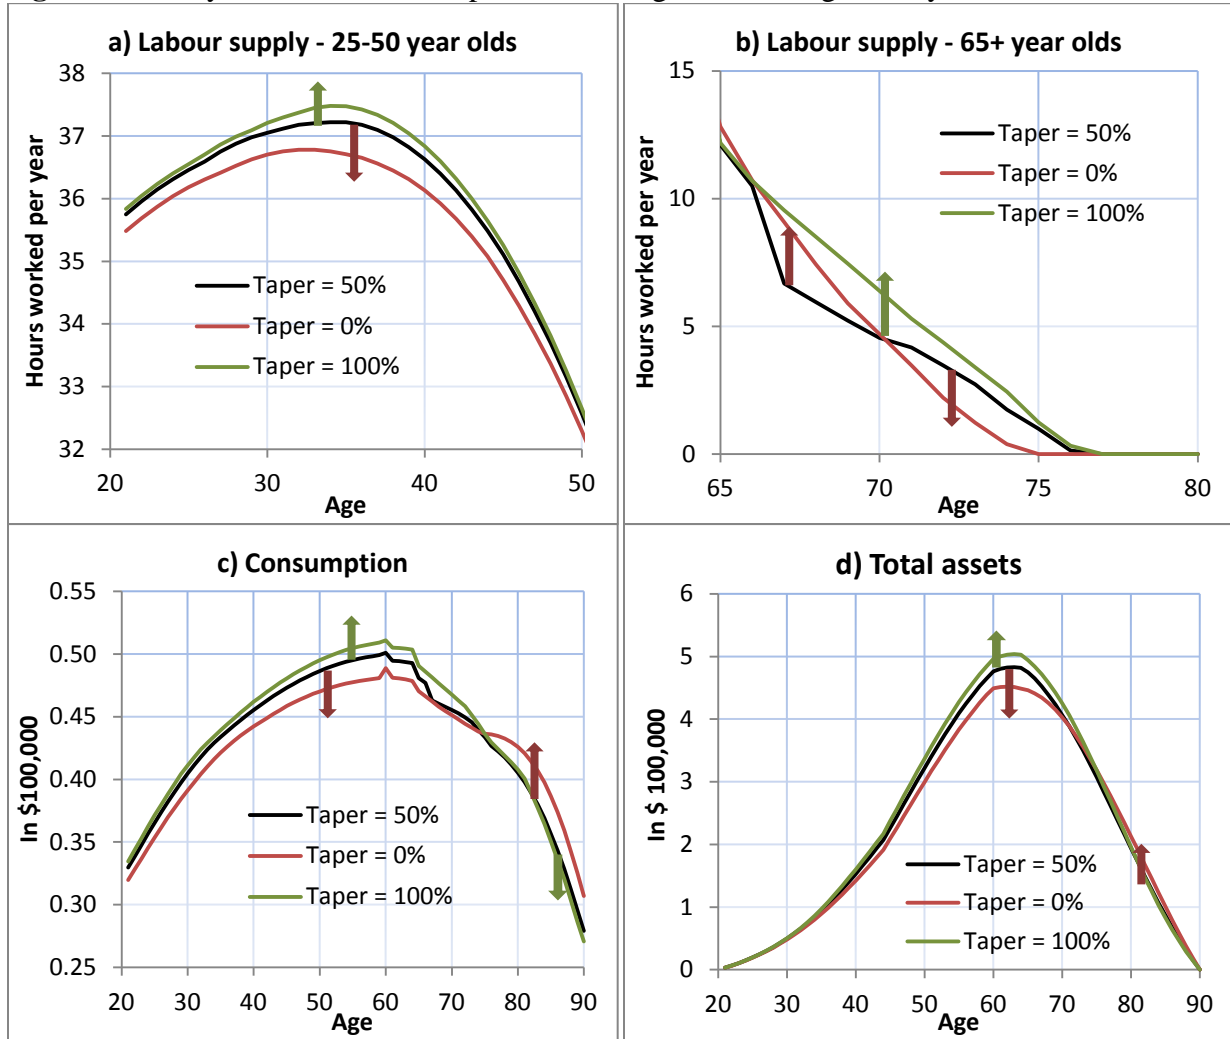 a) Labour supply - 25-50 year olds
Hours worked per year
38
37
36
35
34
33
32
Taper = 50%
Taper = 0%
Taper = 100%
20 30 40 50
Age
b) Labour supply - 65+ year olds
Hours worked per year
15
10
5
0
Taper = 50%
Taper = 0%
Taper = 100%
65 70 75 80
Age
c) Consumption
In $100,000
0.55
0.50
0.45
0.40
0.35
0.30
0.25
Taper = 50%
Taper = 0%
Taper = 100%
20 30 40 50 60 70 80 90
Age
d) Total assets
In $ 100,000
6
5
4
3
2
1
0
Taper = 50%
Taper = 0%
Taper = 100%
20 30 40 50 60 70 80 90
Age